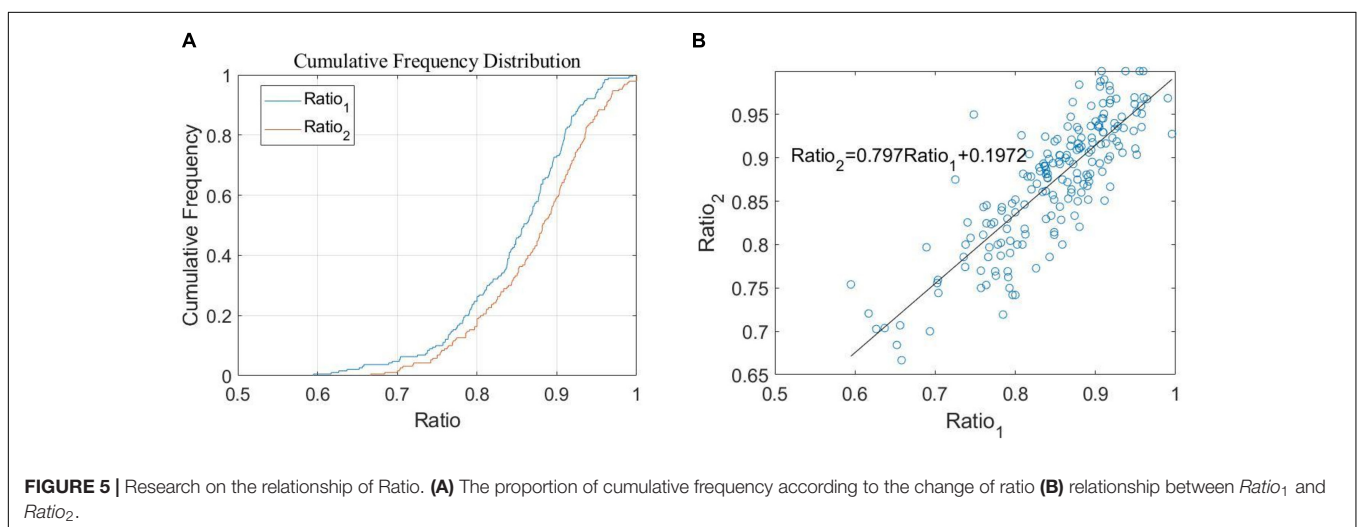 A
Cumulative Frequency Distribution
Cumulative Frequency
1
0.8
0.6
0.4
0.2
0
Ratio₁
Ratio₂
0.5 0.6 0.7 0.8 0.9 1
Ratio
B
Ratio₂
0.95
0.9
0.85
0.8
0.75
0.7
0.65
Ratio₂=0.797Ratio₁+0.1972
0.5 0.6 0.7 0.8 0.9 1
Ratio₁
FIGURE 5 | Research on the relationship of Ratio. (A) The proportion of cumulative frequency according to the change of ratio (B) relationship between Ratio₁ and
Ratio₂.